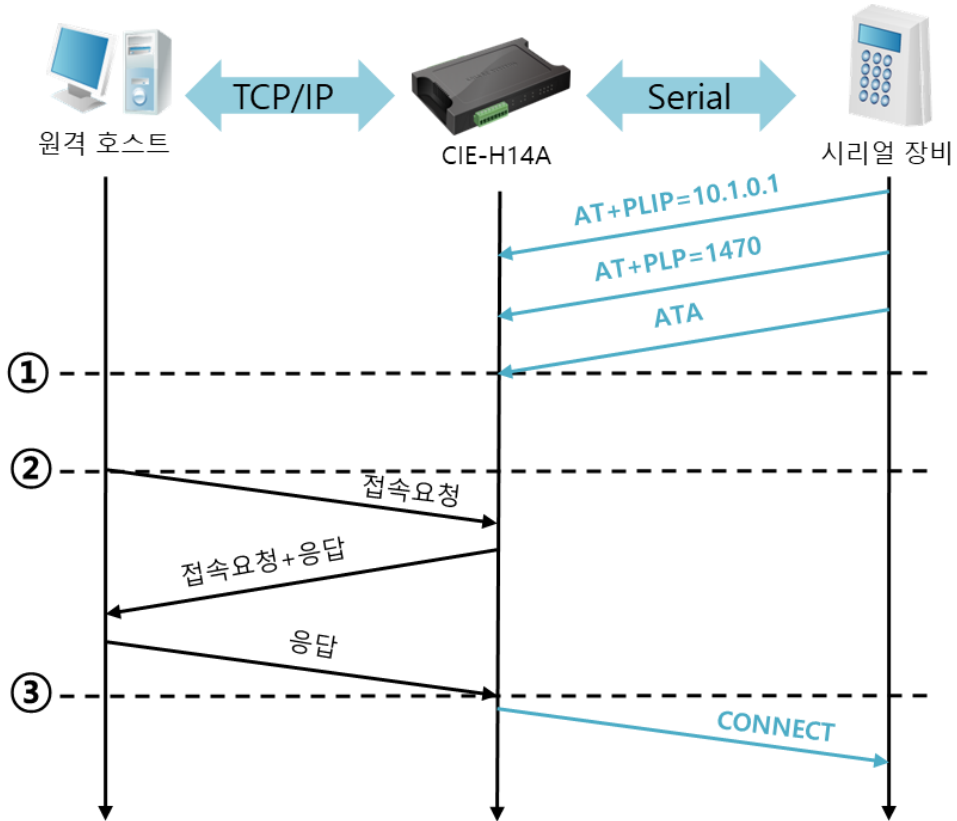 TCP/IP
Serial
원격 호스트
CIE-H14A
시리얼 장비
AT+PLIP=10.1.0.1
AT+PLP=1470
ATA
①
②
접속요청
접속요청+응답
응답
③
CONNECT